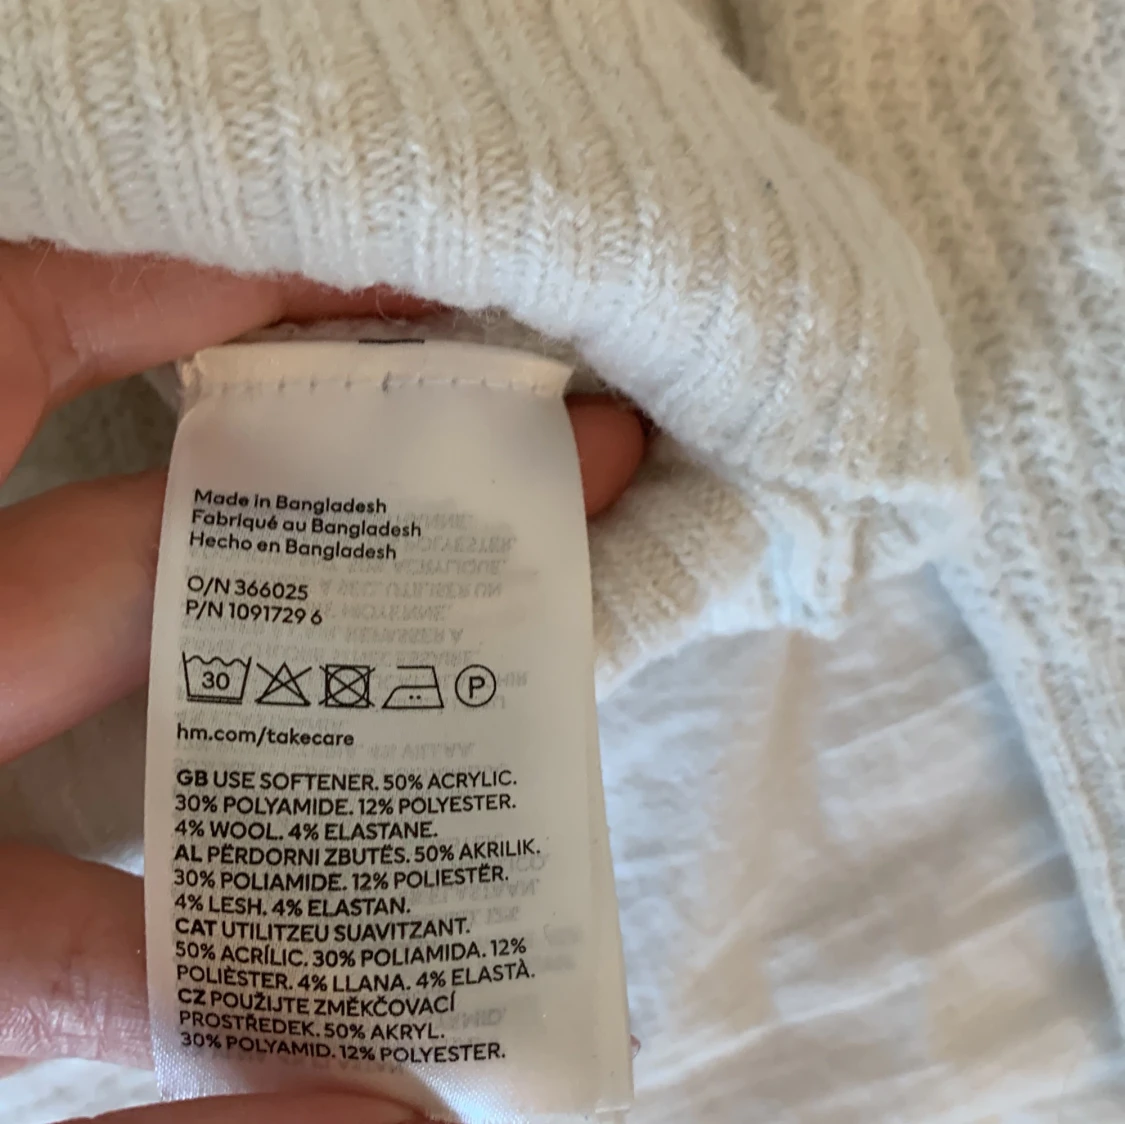 Made in Bangladesh
Fabriqué au Bangladesh
Hecho en Bangladesh
O/N 366025
P/N 1091729 6
30 P
hm.com/takecare
GB USE SOFTENER. 50% ACRYLIC.
30% POLYAMIDE. 12% POLYESTER.
4% WOOL. 4% ELASTANE.
AL PËRDORNI ZBUTËS. 50% AKRILIK.
30% POLIAMIDE. 12% POLIESTËR.
4% LESH. 4% ELASTAN.
CAT UTILITZEU SUAVITZANT.
50% ACRÍLIC. 30% POLIAMIDA. 12%
POLIÈSTER. 4% LLANA. 4% ELASTÀ.
CZ POUŽIJTE ZMĚKČOVACÍ
PROSTŘEDEK. 50% AKRYL.
30% POLYAMID. 12% POLYESTER.